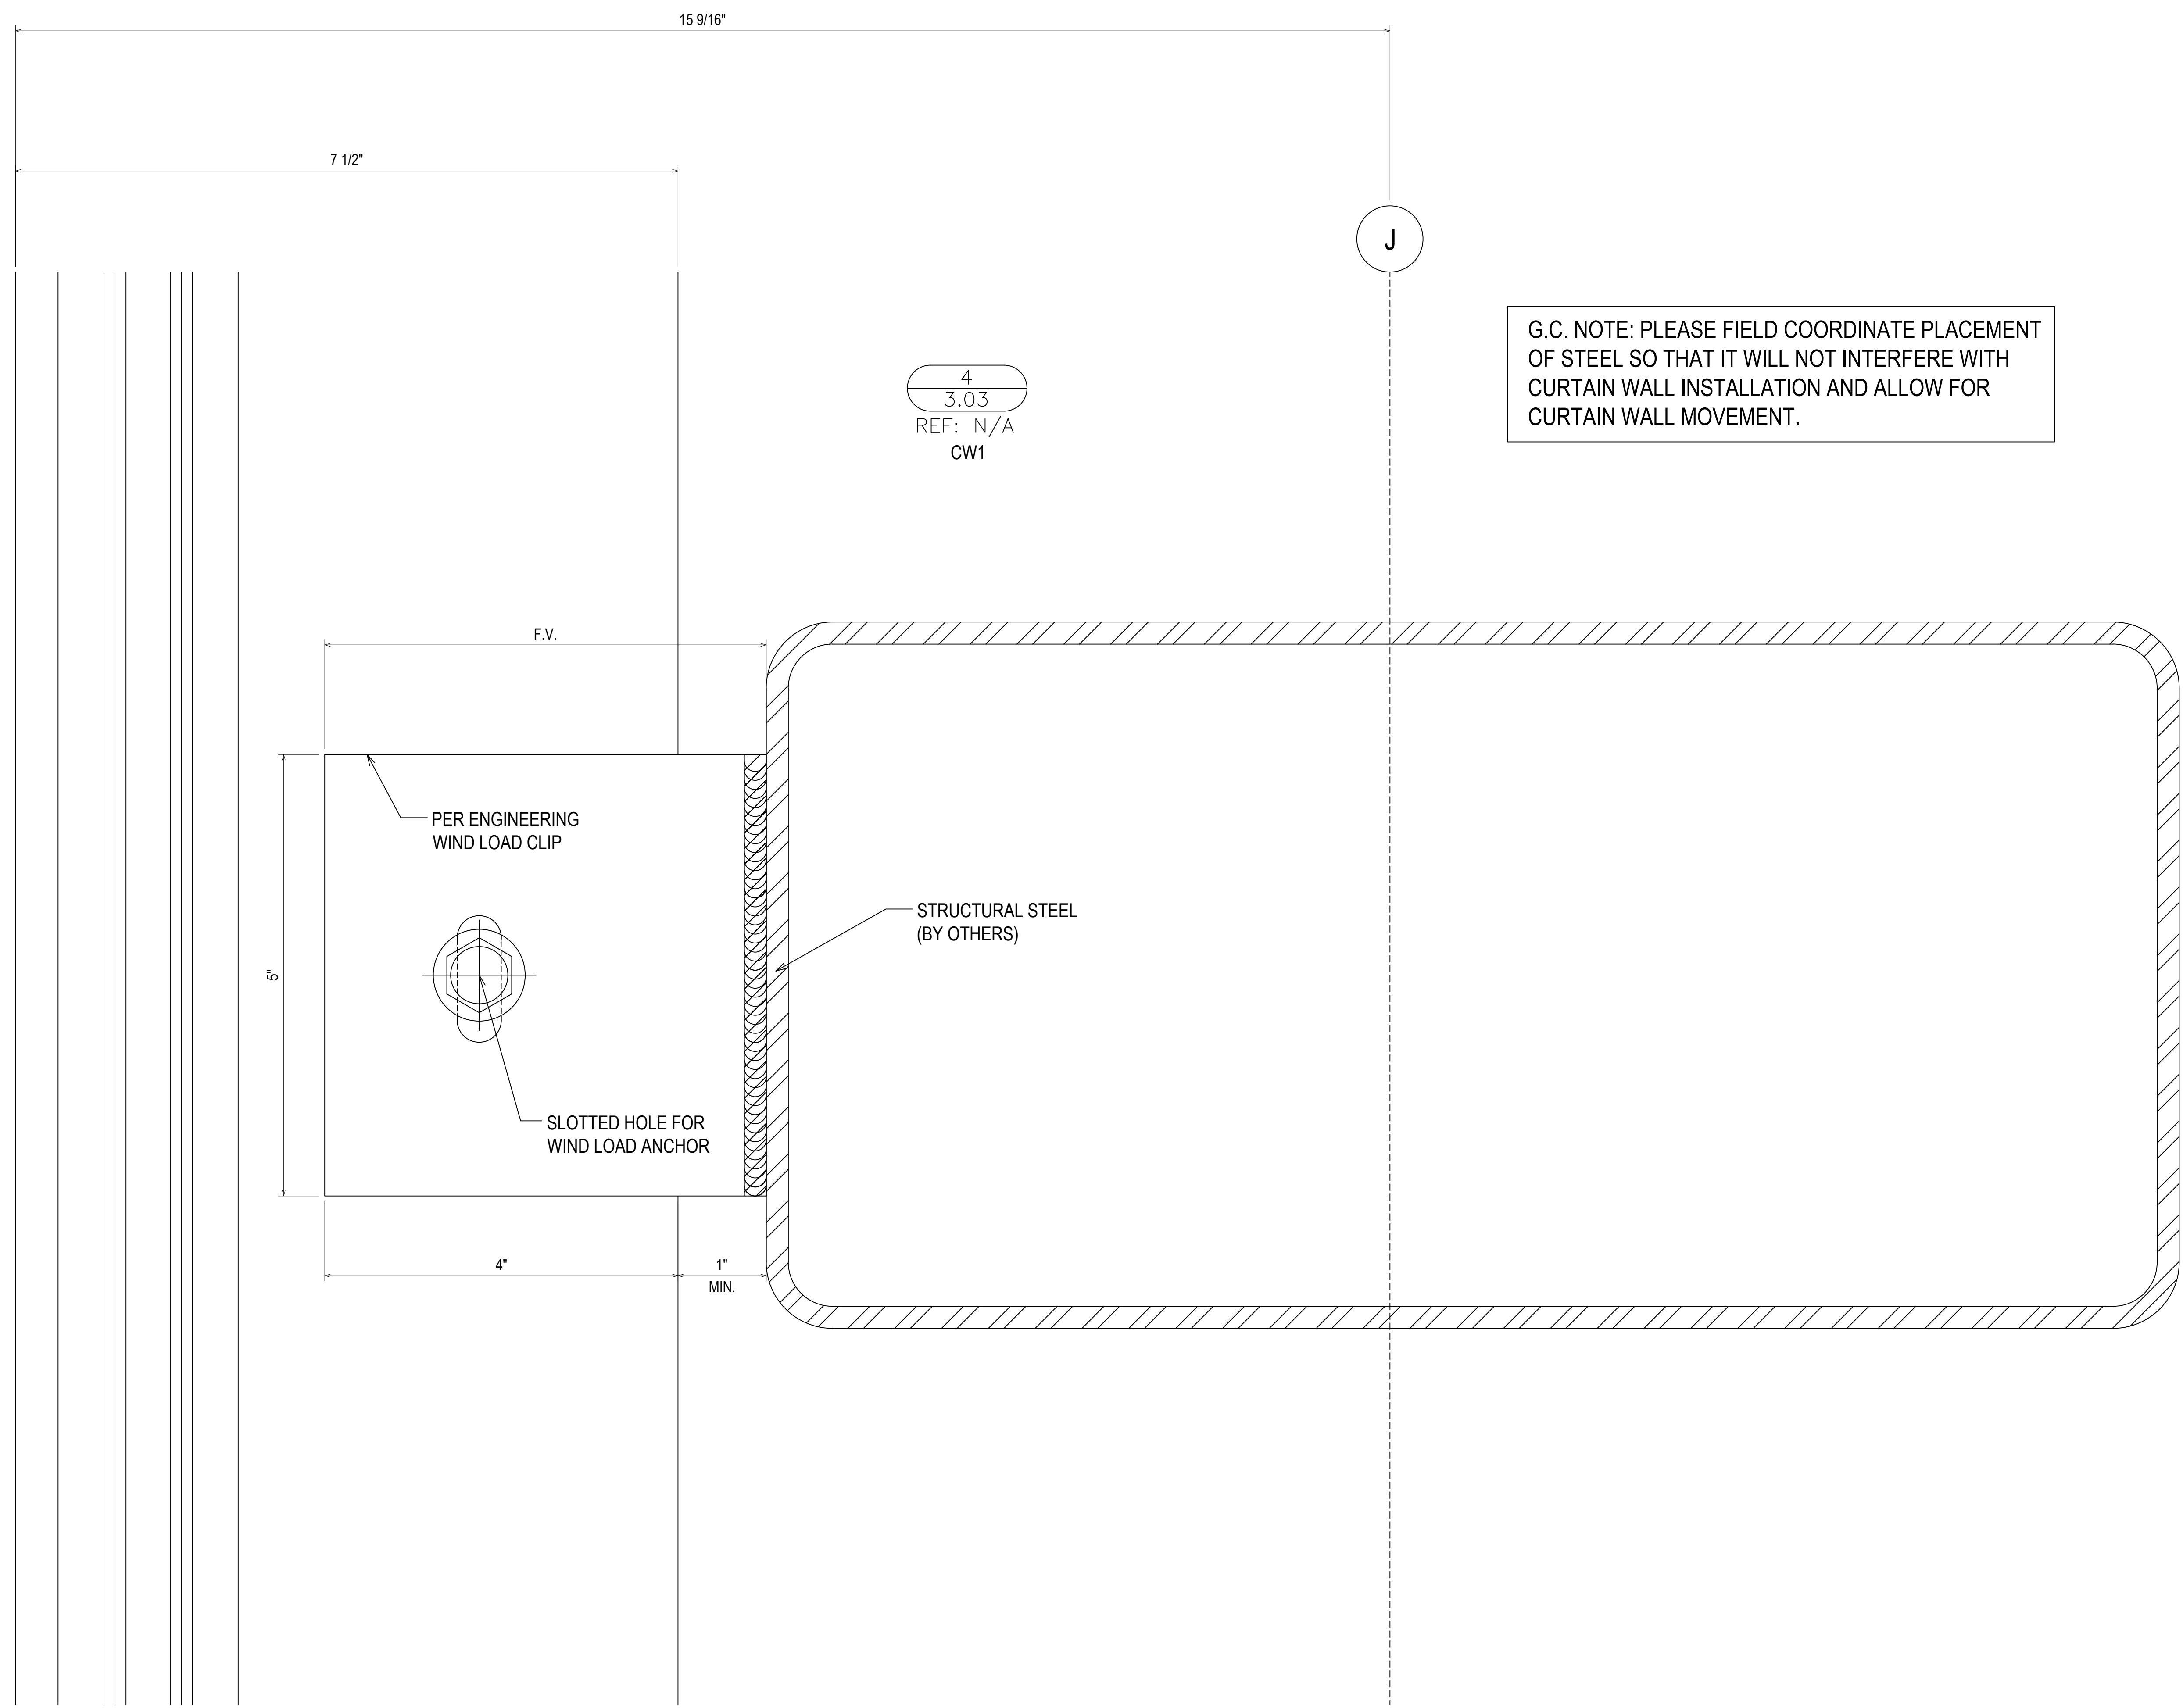 15 9/16"
7 1/2"
J
G.C. NOTE: PLEASE FIELD COORDINATE PLACEMENT
OF STEEL SO THAT IT WILL NOT INTERFERE WITH
CURTAIN WALL INSTALLATION AND ALLOW FOR
CURTAIN WALL MOVEMENT.
4
3.03
REF: N/A
CW1
F.V.
PER ENGINEERING
WIND LOAD CLIP
STRUCTURAL STEEL
(BY OTHERS)
5"
SLOTTED HOLE FOR
WIND LOAD ANCHOR
4"
1"
MIN.